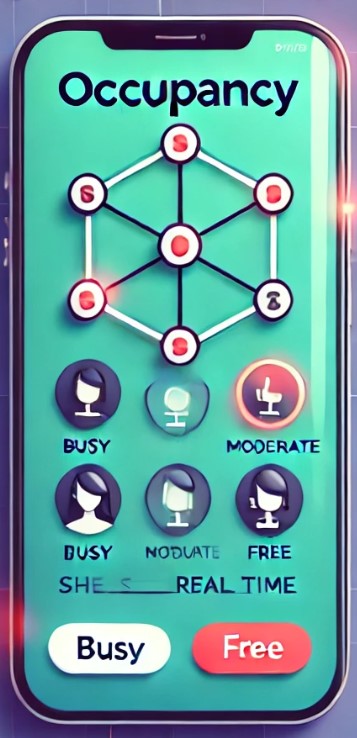 Occupancy
S
S
S
BUSY MODERATE
BUSY NODUATE FREE
SHE S REAL TIME
Busy Free